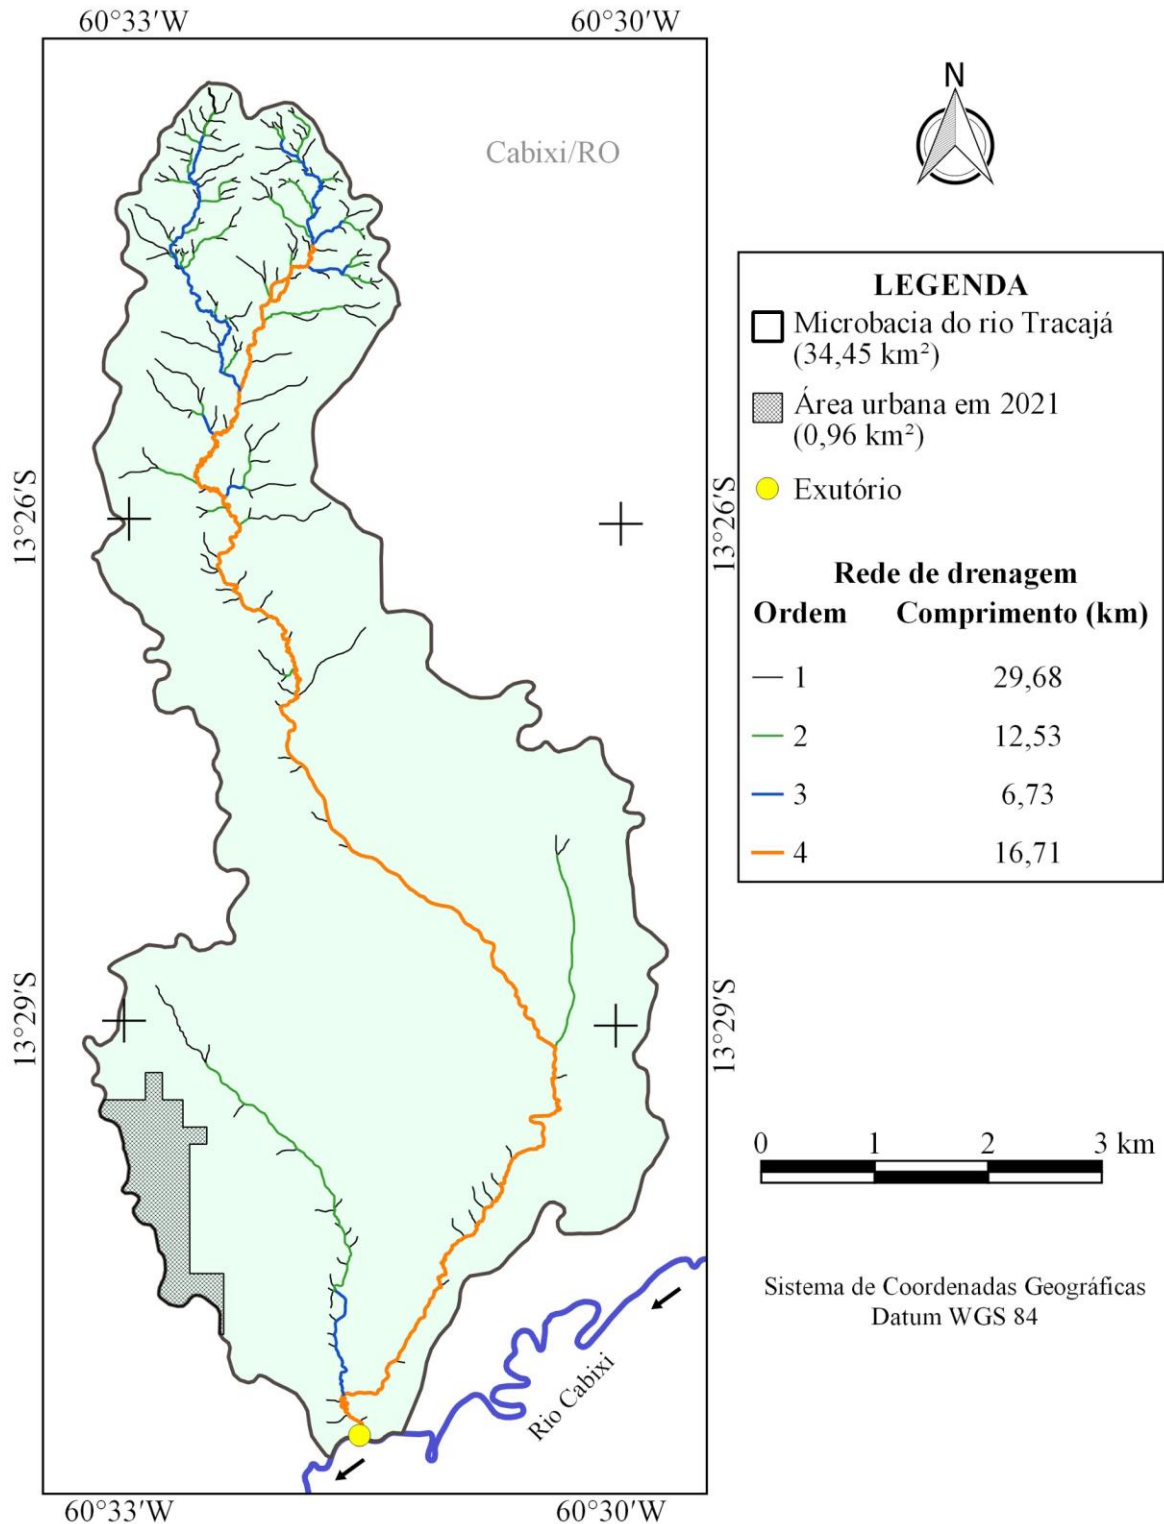 60°33'W 60°30'W
N
Cabixi/RO
LEGENDA
Microbacia do rio Tracajá
(34,45 km²)
Área urbana em 2021
(0,96 km²)
Exutório
13°26'S 13°26'S
Rede de drenagem
Ordem Comprimento (km)
1 29,68
2 12,53
3 6,73
4 16,71
13°29'S 13°29'S
0 1 2 3 km
Sistema de Coordenadas Geográficas
Datum WGS 84
Rio Cabixi
60°33'W 60°30'W